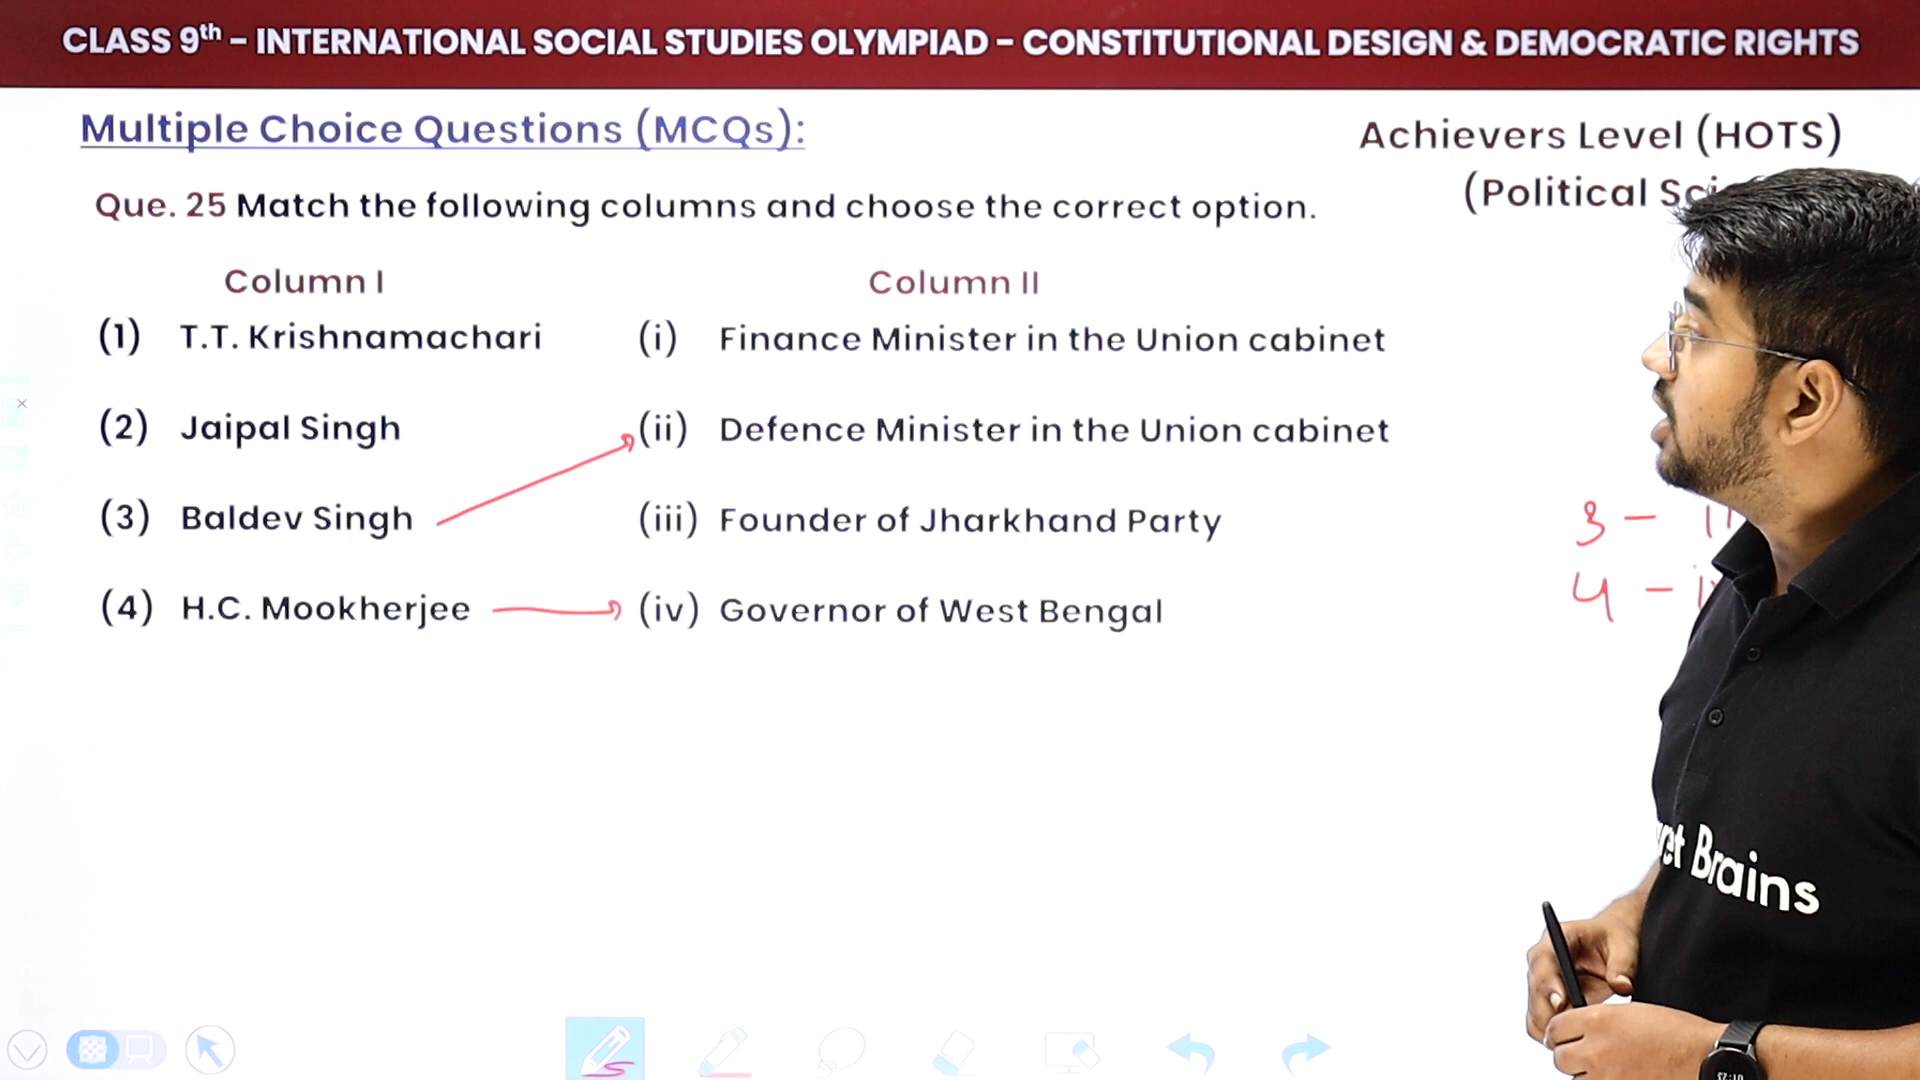 CLASS 9th – INTERNATIONAL SOCIAL STUDIES OLYMPIAD – CONSTITUTIONAL DESIGN & DEMOCRATIC RIGHTS
Multiple Choice Questions (MCQs):
Achievers Level (HOTS)
(Political
Que. 25 Match the following columns and choose the correct option.
Column I Column II
(1) T.T. Krishnamachari (i) Finance Minister in the Union cabinet
(2) Jaipal Singh (ii) Defence Minister in the Union cabinet
(3) Baldev Singh (iii) Founder of Jharkhand Party
(4) H.C. Mookherjee (iv) Governor of West Bengal
3 –
4 –
Brains